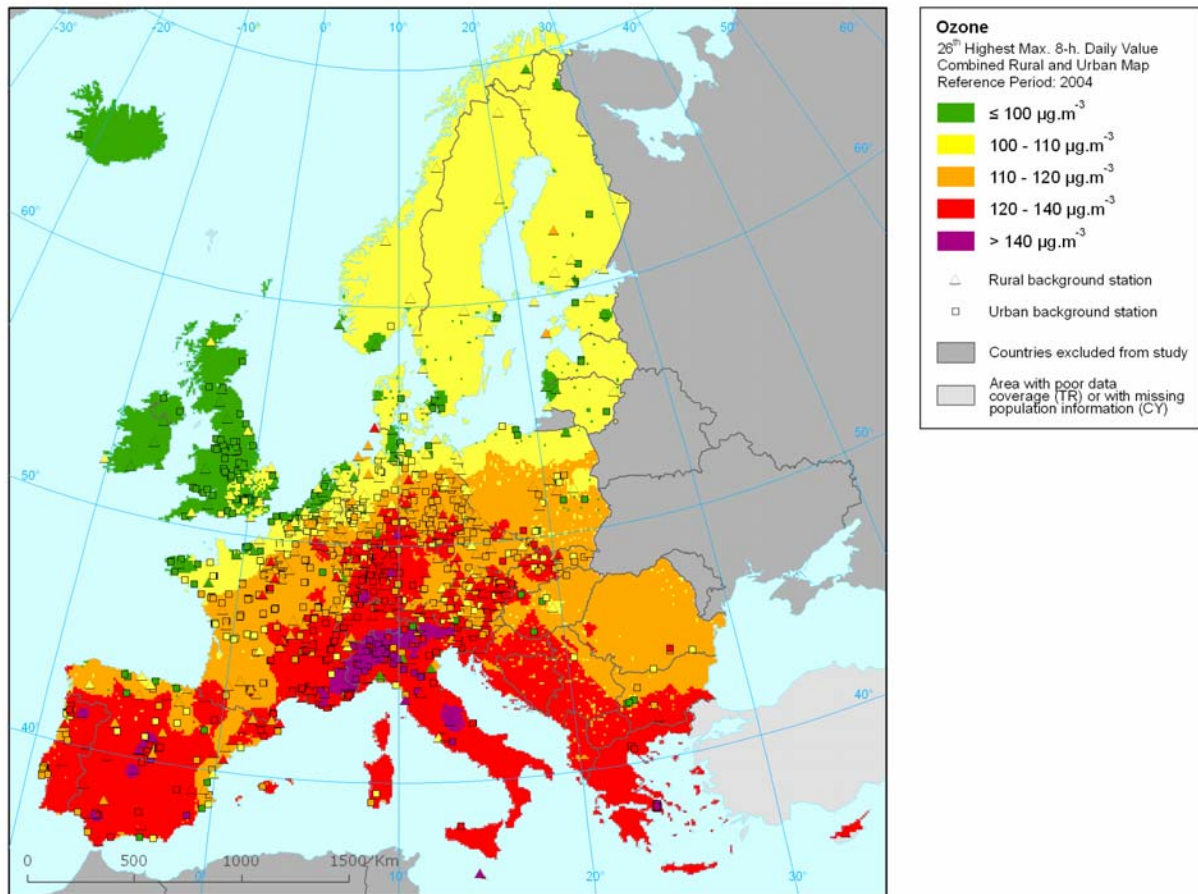 -30° -20° -10° 0° 10° 20° 30° 40° 50° 60°
60°
60°
50°
50°
40°
40°
0 500 1000 1500 Km
0° 10° 20° 30°
Ozone
26th Highest Max. 8-h. Daily Value
Combined Rural and Urban Map
Reference Period: 2004
≤ 100 µg.m-3
100 - 110 µg.m-3
110 - 120 µg.m-3
120 - 140 µg.m-3
> 140 µg.m-3
Rural background station
Urban background station
Countries excluded from study
Area with poor data
coverage (TR) or with missing
population information (CY)